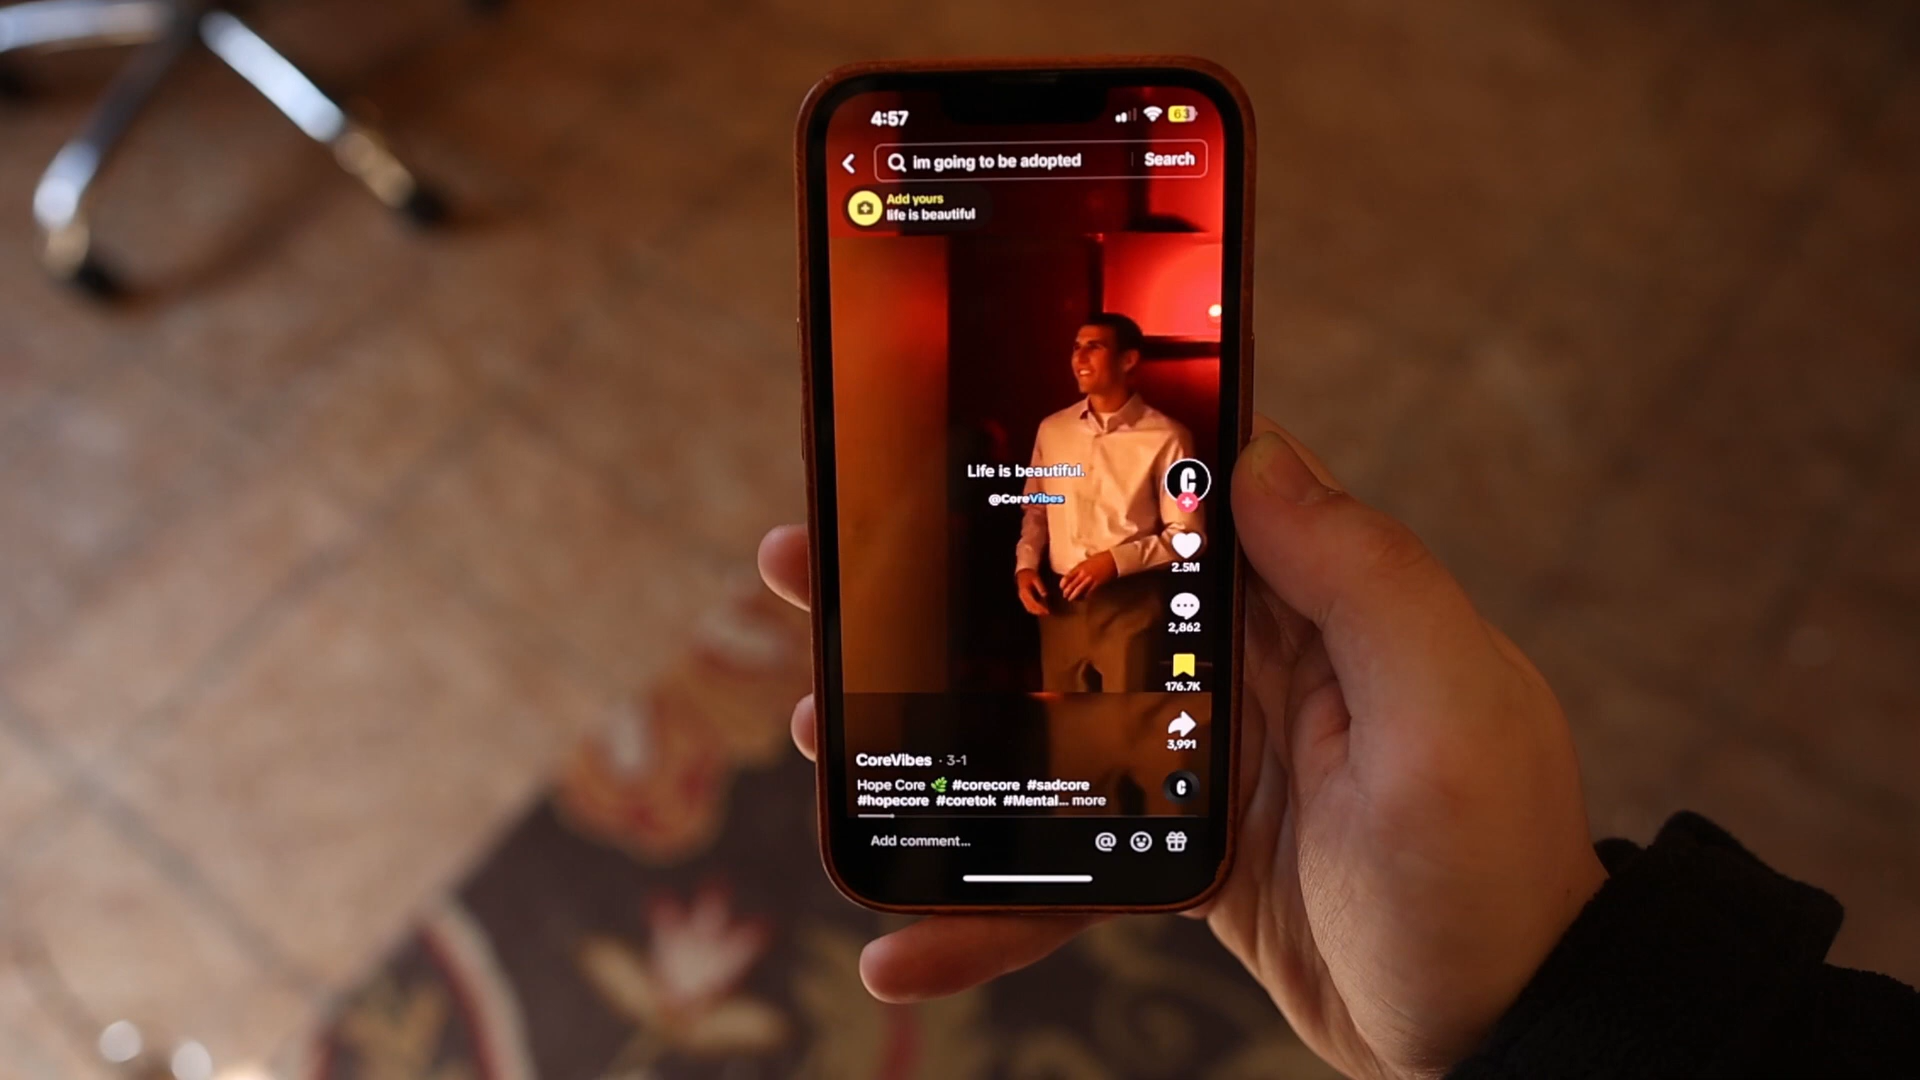 4:57
63
im going to be adopted
Search
Add yours
life is beautiful
Life is beautiful.
@CoreVibes
C
2.5M
2,862
176.7K
3,991
CoreVibes · 3-1
Hope Core 🌿 #corecore #sadcore
#hopecore #coretok #Mental... more
C
Add comment...